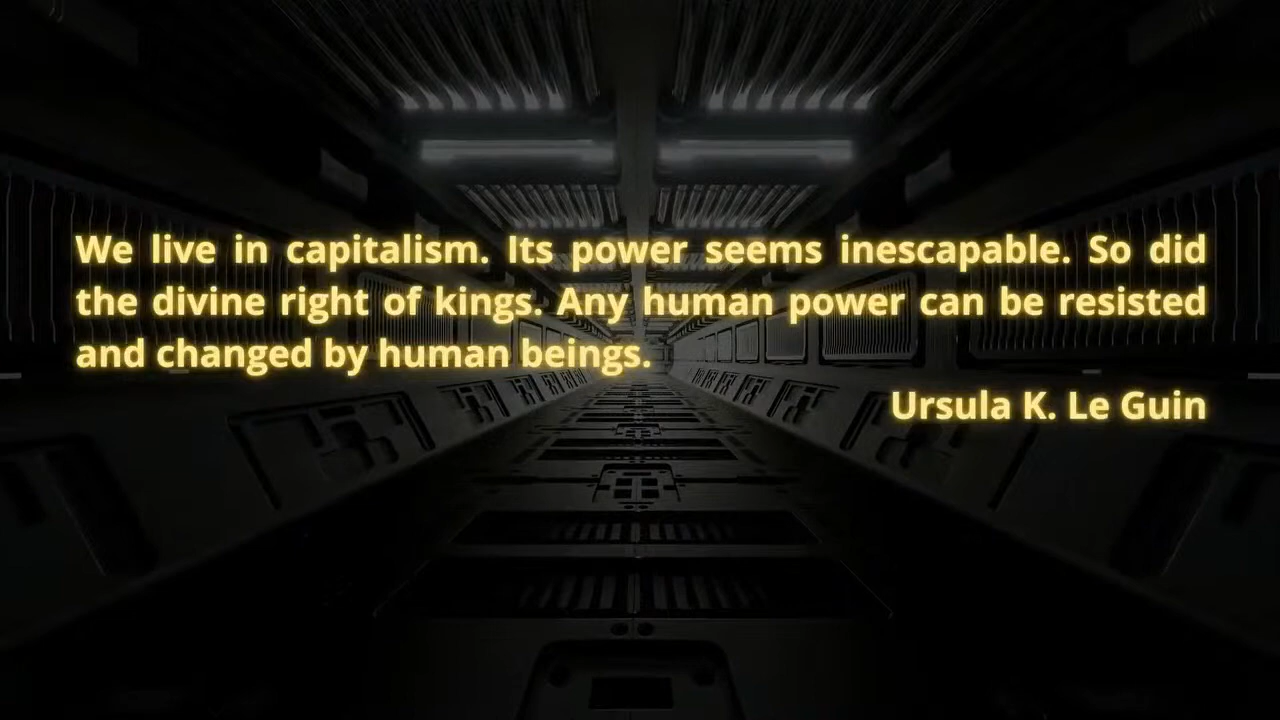 We live in capitalism. Its power seems inescapable. So did
the divine right of kings. Any human power can be resisted
and changed by human beings.
Ursula K. Le Guin